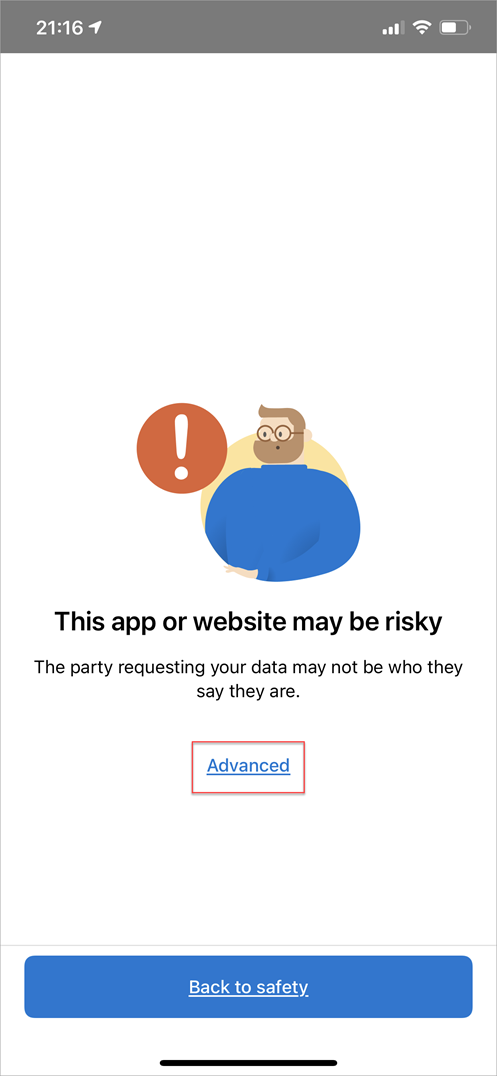 21:16
This app or website may be risky
The party requesting your data may not be who they
say they are.
Advanced
Back to safety